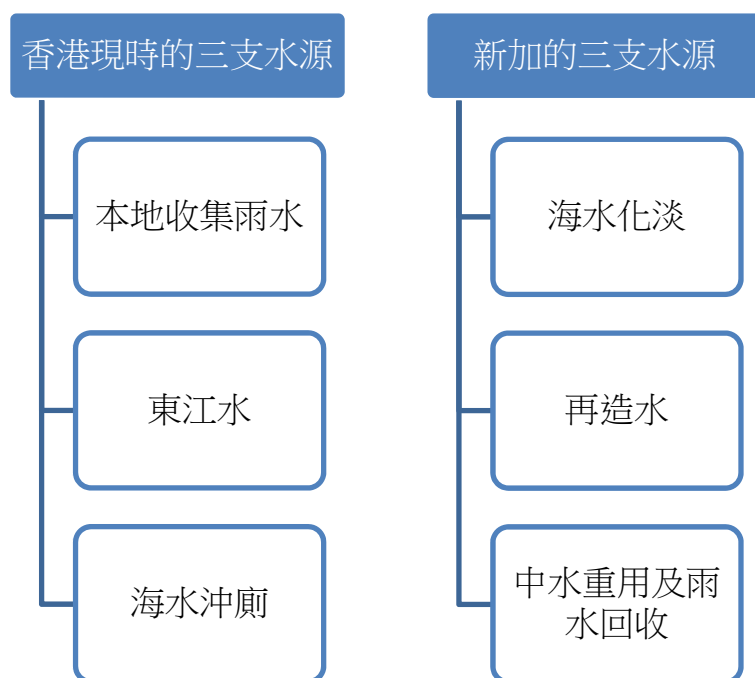 香港現時的三支水源
本地收集雨水
東江水
海水沖廁
新加的三支水源
海水化淡
再造水
中水重用及雨
水回收